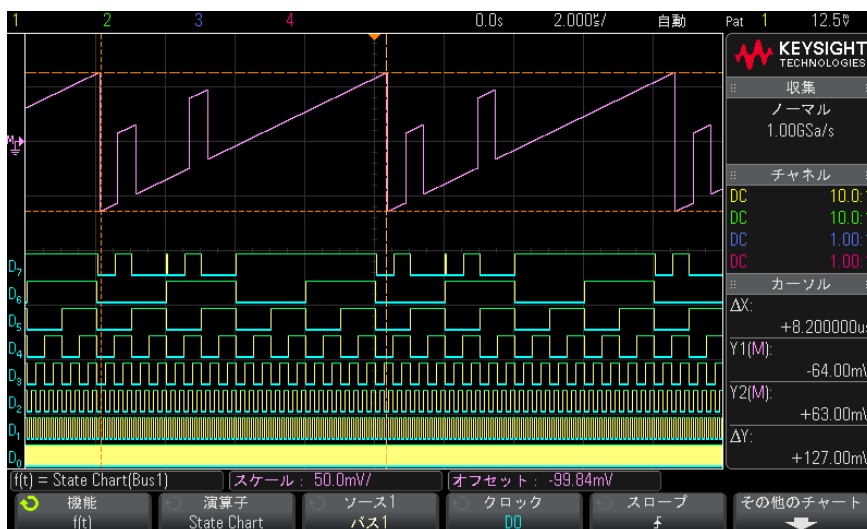 1 2 3 4 0.0s 2.000㎲/ 自動 Pat 1 12.5㎷
KEYSIGHT
TECHNOLOGIES
収集
ノーマル
1.00GSa/s
チャネル
DC 10.0:1
DC 10.0:1
DC 1.00:1
DC 1.00:1
カーソル
ΔX:
+8.200000us
Y1(M):
-64.00mV
Y2(M):
+63.00mV
ΔY:
+127.00mV
M
D7
D6
D5
D4
D3
D2
D1
D0
f(t) = State Chart(Bus1) スケール : 50.0mV/ オフセット : -99.84mV
機能
f(t)
演算子
State Chart
ソース1
バス1
クロック
D0
スロープ
その他のチャート